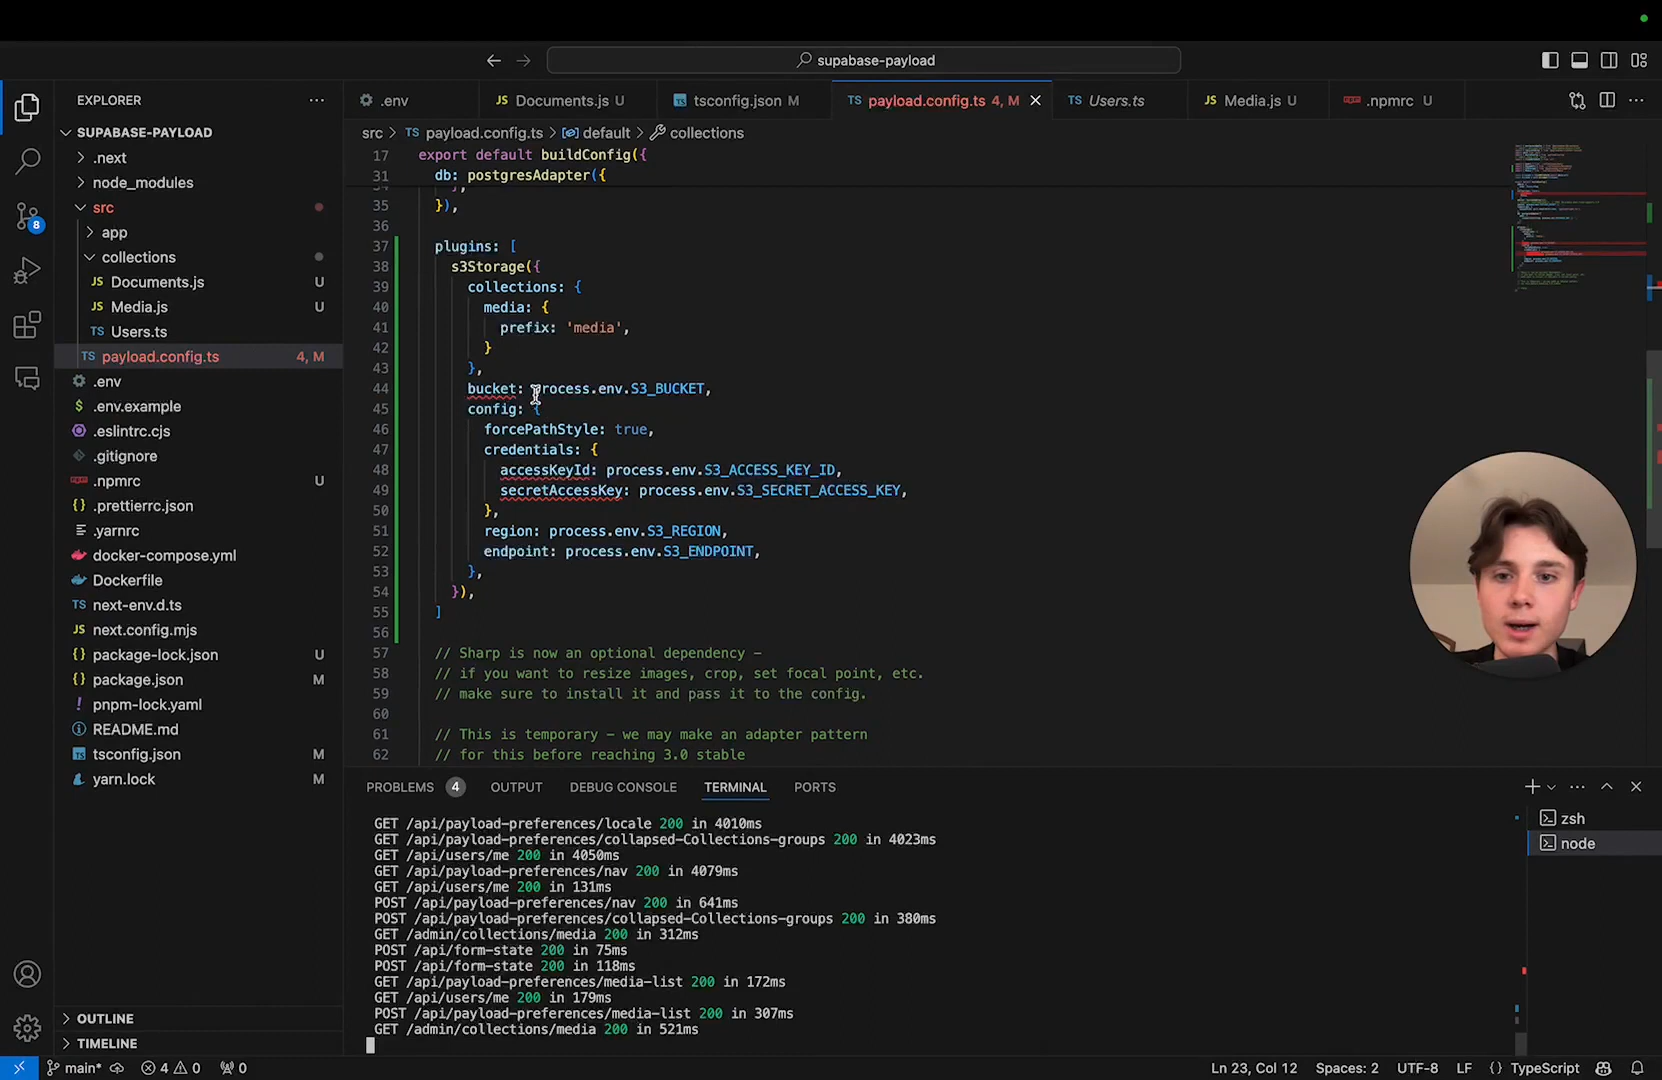 supabase-payload
EXPLORER
.env
Documents.js U
tsconfig.json M
payload.config.ts 4, M
Users.ts
Media.js U
.npmrc U
src > payload.config.ts > default > collections
SUPABASE-PAYLOAD
.next
node_modules
src
app
collections
Documents.js U
Media.js U
Users.ts
payload.config.ts 4, M
.env
.env.example
.eslintrc.cjs
.gitignore
.npmrc U
.prettierrc.json
.yarnrc
docker-compose.yml
Dockerfile
next-env.d.ts
next.config.mjs
package-lock.json U
package.json M
pnpm-lock.yaml
README.md
tsconfig.json M
yarn.lock M
OUTLINE
TIMELINE
8
17 export default buildConfig({
31 db: postgresAdapter({
35 }),
36
37 plugins: [
38 s3Storage({
39 collections: {
40 media: {
41 prefix: 'media',
42 }
43 },
44 bucket: process.env.S3_BUCKET,
45 config: {
46 forcePathStyle: true,
47 credentials: {
48 accessKeyId: process.env.S3_ACCESS_KEY_ID,
49 secretAccessKey: process.env.S3_SECRET_ACCESS_KEY,
50 },
51 region: process.env.S3_REGION,
52 endpoint: process.env.S3_ENDPOINT,
53 },
54 }),
55 ]
56
57 // Sharp is now an optional dependency –
58 // if you want to resize images, crop, set focal point, etc.
59 // make sure to install it and pass it to the config.
60
61 // This is temporary – we may make an adapter pattern
62 // for this before reaching 3.0 stable
PROBLEMS 4 OUTPUT DEBUG CONSOLE TERMINAL PORTS
GET /api/payload-preferences/locale 200 in 4010ms
GET /api/payload-preferences/collapsed-Collections-groups 200 in 4023ms
GET /api/users/me 200 in 4050ms
GET /api/payload-preferences/nav 200 in 4079ms
GET /api/users/me 200 in 131ms
POST /api/payload-preferences/nav 200 in 641ms
POST /api/payload-preferences/collapsed-Collections-groups 200 in 380ms
GET /admin/collections/media 200 in 312ms
POST /api/form-state 200 in 75ms
POST /api/form-state 200 in 118ms
GET /api/payload-preferences/media-list 200 in 172ms
GET /api/users/me 200 in 179ms
POST /api/payload-preferences/media-list 200 in 307ms
GET /admin/collections/media 200 in 521ms
zsh
node
main* 4 0 0 Ln 23, Col 12 Spaces: 2 UTF-8 LF {} TypeScript